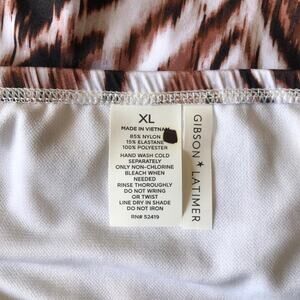 XL
MADE IN VIETNAM
85% NYLON
15% ELASTANE
100% POLYESTER
HAND WASH COLD
SEPARATELY
ONLY NON-CHLORINE
BLEACH WHEN
NEEDED
RINSE THOROUGHLY
DO NOT WRING
OR TWIST
LINE DRY IN SHADE
DO NOT IRON
RN# 52419
GIBSON * LATIMER